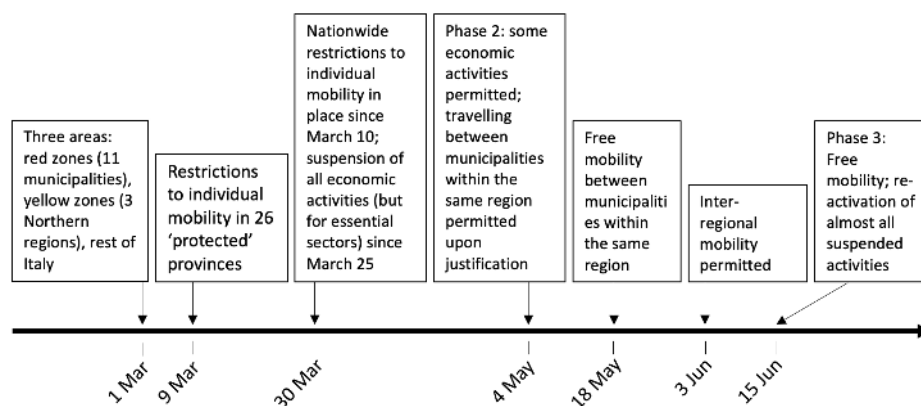 Three areas:
red zones (11
municipalities),
yellow zones (3
Northern
regions), rest of
Italy
Restrictions
to individual
mobility in 26
‘protected’
provinces
Nationwide
restrictions to
individual
mobility in
place since
March 10;
suspension of
all economic
activities (but
for essential
sectors) since
March 25
Phase 2: some
economic
activities
permitted;
travelling
between
municipalities
within the
same region
permitted
upon
justification
Free
mobility
between
municipaliti
es within
the same
region
Inter-
regional
mobility
permitted
Phase 3:
Free
mobility; re-
activation of
almost all
suspended
activities
1 Mar
9 Mar
30 Mar
4 May
18 May
3 Jun
15 Jun